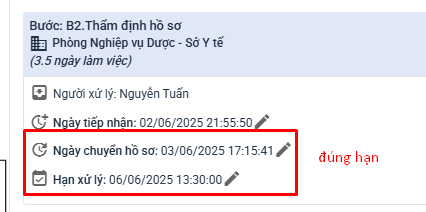 Bước: B2.Thẩm định hồ sơ
Phòng Nghiệp vụ Dược - Sở Y tế
(3.5 ngày làm việc)
Người xử lý: Nguyễn Tuấn
Ngày tiếp nhận: 02/06/2025 21:55:50
Ngày chuyển hồ sơ: 03/06/2025 17:15:41
đúng hạn
Hạn xử lý: 06/06/2025 13:30:00